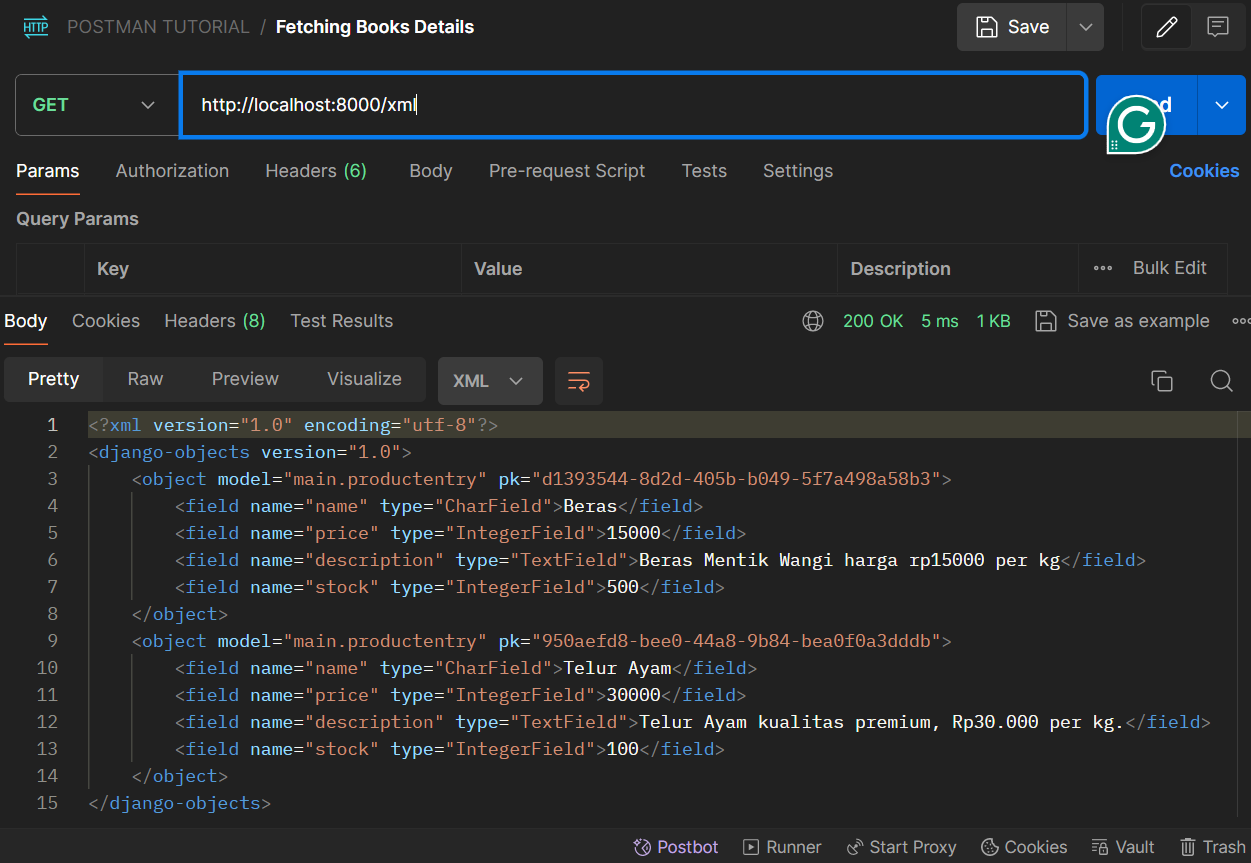 HTTP POSTMAN TUTORIAL / Fetching Books Details Save
GET http://localhost:8000/xml
Params Authorization Headers (6) Body Pre-request Script Tests Settings Cookies
Query Params
Key Value Description Bulk Edit
Body Cookies Headers (8) Test Results 200 OK 5 ms 1 KB Save as example
Pretty Raw Preview Visualize XML
1 <?xml version="1.0" encoding="utf-8"?>
2 <django-objects version="1.0">
3 <object model="main.productentry" pk="d1393544-8d2d-405b-b049-5f7a498a58b3">
4 <field name="name" type="CharField">Beras</field>
5 <field name="price" type="IntegerField">15000</field>
6 <field name="description" type="TextField">Beras Mentik Wangi harga rp15000 per kg</field>
7 <field name="stock" type="IntegerField">500</field>
8 </object>
9 <object model="main.productentry" pk="950aefd8-bee0-44a8-9b84-bea0f0a3dddb">
10 <field name="name" type="CharField">Telur Ayam</field>
11 <field name="price" type="IntegerField">30000</field>
12 <field name="description" type="TextField">Telur Ayam kualitas premium, Rp30.000 per kg.</field>
13 <field name="stock" type="IntegerField">100</field>
14 </object>
15 </django-objects>
Postbot Runner Start Proxy Cookies Vault Trash